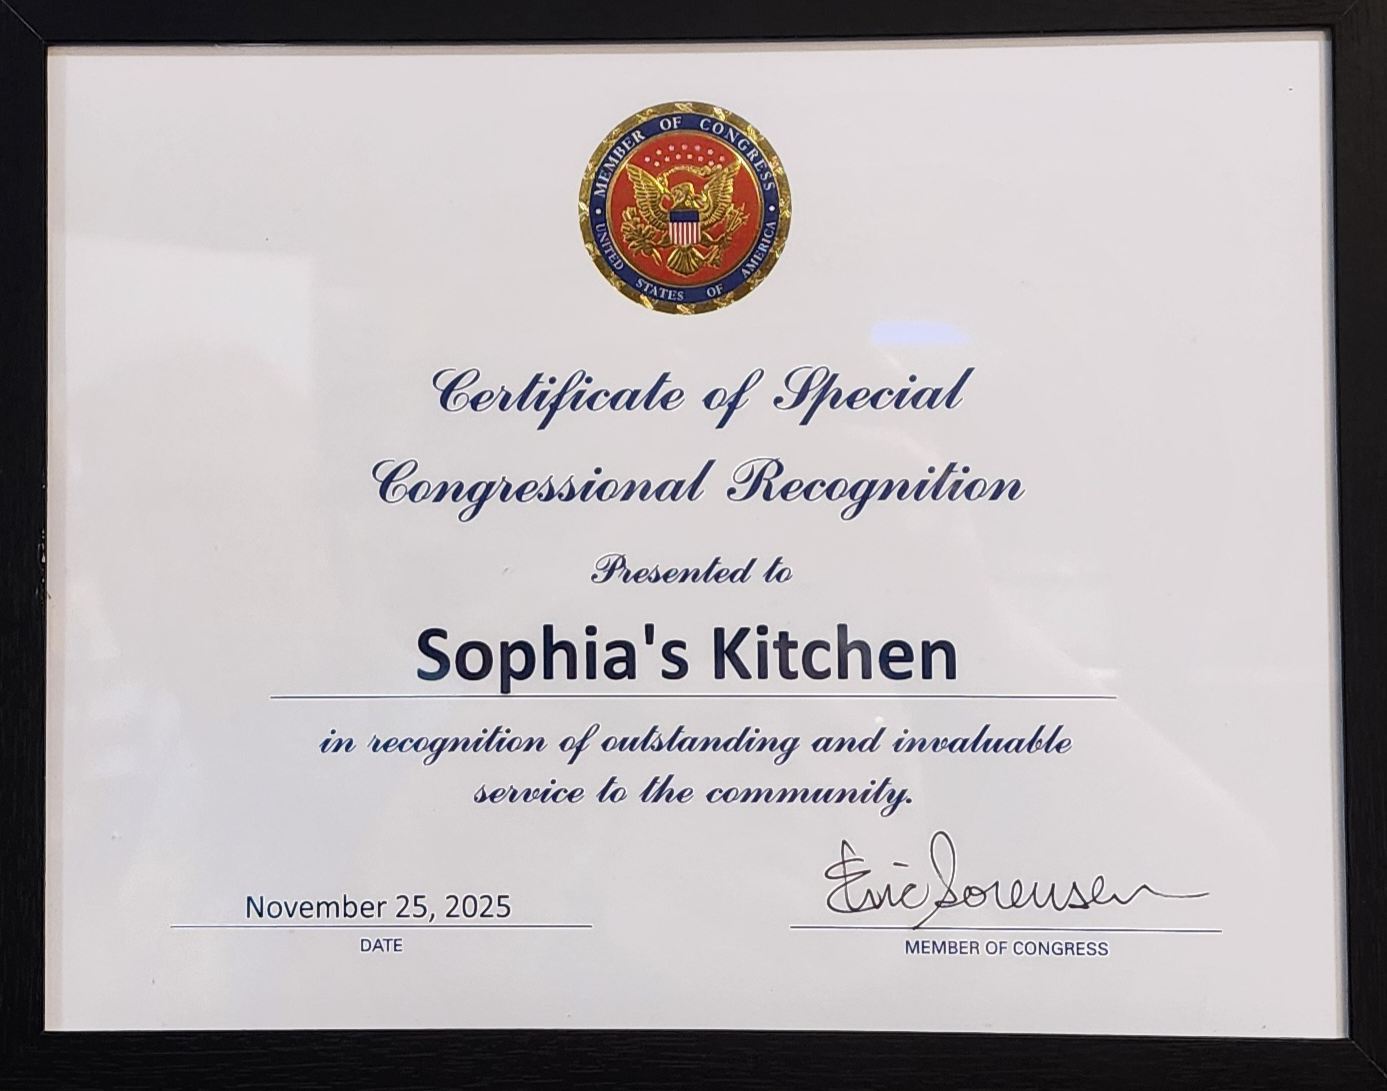 MEMBER OF CONGRESS
UNITED STATES OF AMERICA
Certificate of Special
Congressional Recognition
Presented to
Sophia's Kitchen
in recognition of outstanding and invaluable
service to the community.
Eric Sorensen
November 25, 2025
DATE
MEMBER OF CONGRESS